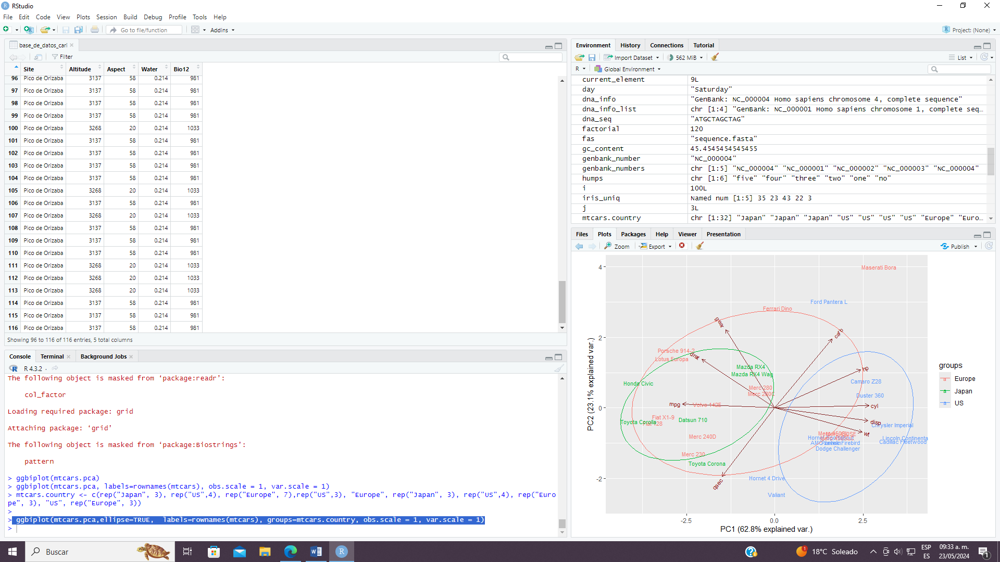 RStudio
File Edit Code View Plots Session Build Debug Profile Tools Help
Go to file/function Addins Project: (None)
base_de_datos_cari
Filter
Site Altitude Aspect Water Bio12
96 Pico de Orizaba 3137 58 0.214 981
97 Pico de Orizaba 3137 58 0.214 981
98 Pico de Orizaba 3137 58 0.214 981
99 Pico de Orizaba 3137 58 0.214 981
100 Pico de Orizaba 3268 20 0.214 1033
101 Pico de Orizaba 3137 58 0.214 981
102 Pico de Orizaba 3137 58 0.214 981
103 Pico de Orizaba 3137 58 0.214 981
104 Pico de Orizaba 3137 58 0.214 981
105 Pico de Orizaba 3268 20 0.214 1033
106 Pico de Orizaba 3137 58 0.214 981
107 Pico de Orizaba 3268 20 0.214 1033
108 Pico de Orizaba 3137 58 0.214 981
109 Pico de Orizaba 3137 58 0.214 981
110 Pico de Orizaba 3137 58 0.214 981
111 Pico de Orizaba 3268 20 0.214 1033
112 Pico de Orizaba 3268 20 0.214 1033
113 Pico de Orizaba 3268 20 0.214 1033
114 Pico de Orizaba 3137 58 0.214 981
115 Pico de Orizaba 3137 58 0.214 981
116 Pico de Orizaba 3137 58 0.214 981
Showing 96 to 116 of 116 entries, 5 total columns
Console Terminal Background Jobs
R 4.3.2 ·
The following object is masked from ‘package:readr’:
col_factor
Loading required package: grid
Attaching package: ‘grid’
The following object is masked from ‘package:Biostrings’:
pattern
> ggbiplot(mtcars.pca)
> ggbiplot(mtcars.pca, labels=rownames(mtcars), obs.scale = 1, var.scale = 1)
> mtcars.country <- c(rep("Japan", 3), rep("US",4), rep("Europe", 7),rep("US",3), "Europe", rep("Japan", 3), rep("US",4), rep("Euro
pe", 3), "US", rep("Europe", 3))
>
> ggbiplot(mtcars.pca,ellipse=TRUE,  labels=rownames(mtcars), groups=mtcars.country, obs.scale = 1, var.scale = 1)
>
Environment History Connections Tutorial
Import Dataset 562 MiB List
R Global Environment
current_element 9L
day "Saturday"
dna_info "GenBank: NC_000004 Homo sapiens chromosome 4, complete sequence"
dna_info_list chr [1:4] "GenBank: NC_000001 Homo sapiens chromosome 1, complete seq…
dna_seq "ATGCTAGCTAG"
factorial 120
fas "sequence.fasta"
gc_content 45.4545454545455
genbank_number "NC_000004"
genbank_numbers chr [1:5] "NC_000004" "NC_000001" "NC_000002" "NC_000003" "NC_000004"
humps chr [1:6] "five" "four" "three" "two" "one" "no"
i 100L
iris_uniq Named num [1:5] 35 23 43 22 3
j 3L
mtcars.country chr [1:32] "Japan" "Japan" "Japan" "US" "US" "US" "US" "Europe" "Euro…
Files Plots Packages Help Viewer Presentation
Zoom Export Publish
4
Maserati Bora
Ford Pantera L
Ferrari Dino
gear
carb
2
Porsche 914-2
drat
Lotus Europa
Mazda RX4
hp
Mazda RX4 Wag
Honda Civic
Camaro Z28
Merc 280
Merc 280C
Duster 360
mpg
Volvo 142E
cyl
0
Fiat X1-9
Datsun 710
Toyota Corolla
Fiat 128
disp
Chrysler Imperial
wt
Merc 240D
Lincoln Continenta
Cadillac Fleetwood
Dodge Challenger
Merc 230
Toyota Corona
Hornet 4 Drive
-2
qsec
Valiant
-2.5 0.0 2.5
PC1 (62.8% explained var.)
PC2 (23.1% explained var.)
groups
a Europe
a Japan
a US
Buscar
18°C Soleado
ESP
ES
09:33 a. m.
23/05/2024